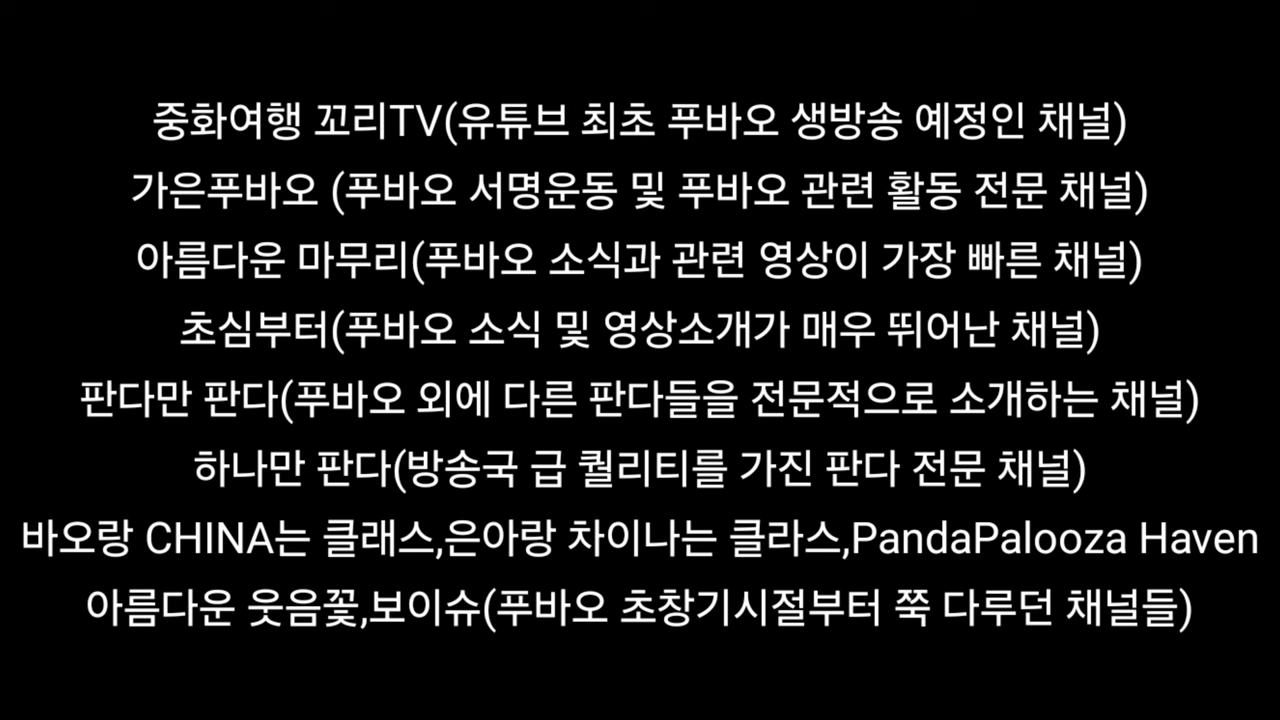 중화여행 꼬리TV(유튜브 최초 푸바오 생방송 예정인 채널)
가은푸바오 (푸바오 서명운동 및 푸바오 관련 활동 전문 채널)
아름다운 마무리(푸바오 소식과 관련 영상이 가장 빠른 채널)
초심부터(푸바오 소식 및 영상소개가 매우 뛰어난 채널)
판다만 판다(푸바오 외에 다른 판다들을 전문적으로 소개하는 채널)
하나만 판다(방송국 급 퀄리티를 가진 판다 전문 채널)
바오랑 CHINA는 클래스,은아랑 차이나는 클라스,PandaPalooza Haven
아름다운 웃음꽃,보이슈(푸바오 초창기시절부터 쭉 다루던 채널들)